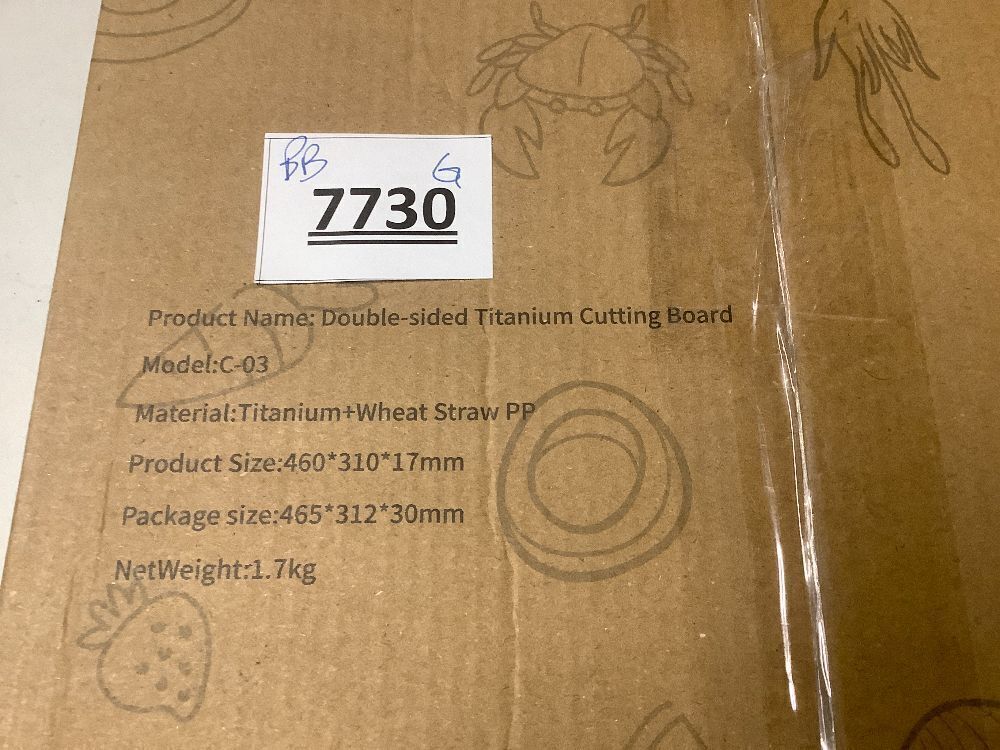 BB G
7730
Product Name: Double-sided Titanium Cutting Board
Model:C-03
Material:Titanium+Wheat Straw PP
Product Size:460*310*17mm
Package size:465*312*30mm
NetWeight:1.7kg